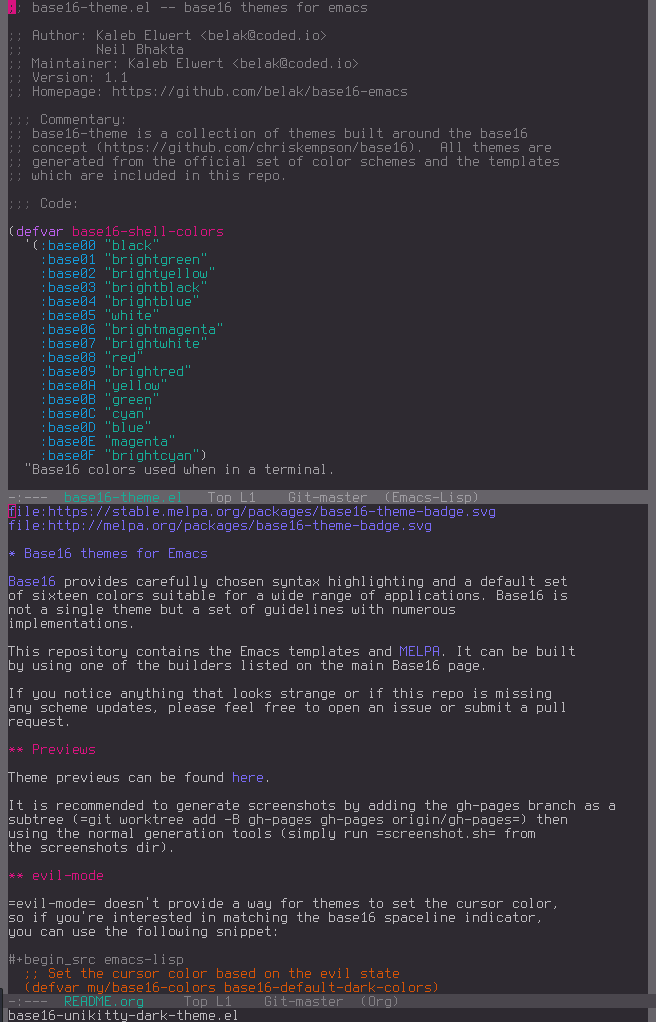 ;; base16-theme.el -- base16 themes for emacs
;; Author: Kaleb Elwert <belak@coded.io>
;;         Neil Bhakta
;; Maintainer: Kaleb Elwert <belak@coded.io>
;; Version: 1.1
;; Homepage: https://github.com/belak/base16-emacs
;;; Commentary:
;; base16-theme is a collection of themes built around the base16
;; concept (https://github.com/chriskempson/base16).  All themes are
;; generated from the official set of color schemes and the templates
;; which are included in this repo.
;;; Code:
(defvar base16-shell-colors
  '(:base00 "black"
    :base01 "brightgreen"
    :base02 "brightyellow"
    :base03 "brightblack"
    :base04 "brightblue"
    :base05 "white"
    :base06 "brightmagenta"
    :base07 "brightwhite"
    :base08 "red"
    :base09 "brightred"
    :base0A "yellow"
    :base0B "green"
    :base0C "cyan"
    :base0D "blue"
    :base0E "magenta"
    :base0F "brightcyan")
  "Base16 colors used when in a terminal.
-:---  base16-theme.el   Top L1    Git-master  (Emacs-Lisp)
file:https://stable.melpa.org/packages/base16-theme-badge.svg
file:http://melpa.org/packages/base16-theme-badge.svg
* Base16 themes for Emacs
Base16 provides carefully chosen syntax highlighting and a default set
of sixteen colors suitable for a wide range of applications. Base16 is
not a single theme but a set of guidelines with numerous
implementations.
This repository contains the Emacs templates and MELPA. It can be built
by using one of the builders listed on the main Base16 page.
If you notice anything that looks strange or if this repo is missing
any scheme updates, please feel free to open an issue or submit a pull
request.
** Previews
Theme previews can be found here.
It is recommended to generate screenshots by adding the gh-pages branch as a
subtree (=git worktree add -B gh-pages gh-pages origin/gh-pages=) then
using the normal generation tools (simply run =screenshot.sh= from
the screenshots dir).
** evil-mode
=evil-mode= doesn't provide a way for themes to set the cursor color,
so if you're interested in matching the base16 spaceline indicator,
you can use the following snippet:
#+begin_src emacs-lisp
  ;; Set the cursor color based on the evil state
  (defvar my/base16-colors base16-default-dark-colors)
-:---  README.org     Top L1    Git-master  (Org)
base16-unikitty-dark-theme.el